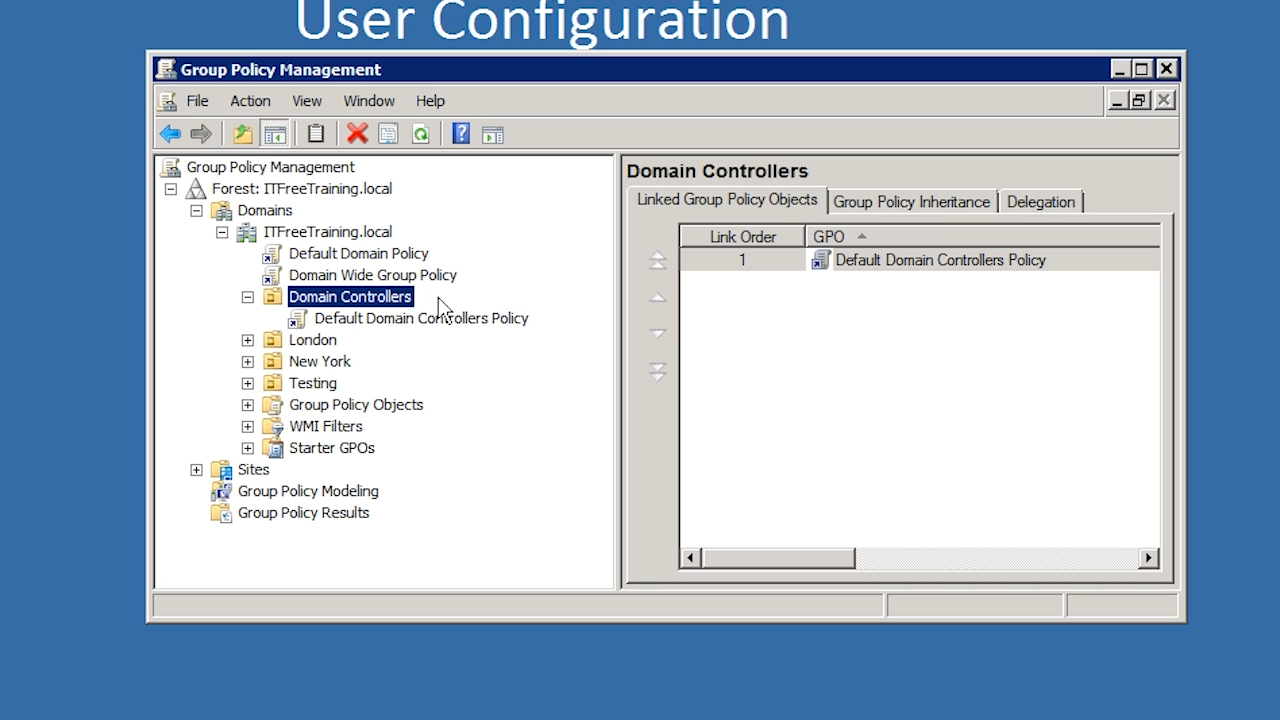 User Configuration
Group Policy Management
File Action View Window Help
Group Policy Management
Forest: ITFreeTraining.local
Domains
ITFreeTraining.local
Default Domain Policy
Domain Wide Group Policy
Domain Controllers
Default Domain Controllers Policy
London
New York
Testing
Group Policy Objects
WMI Filters
Starter GPOs
Sites
Group Policy Modeling
Group Policy Results
Domain Controllers
Linked Group Policy Objects Group Policy Inheritance Delegation
Link Order GPO
1 Default Domain Controllers Policy